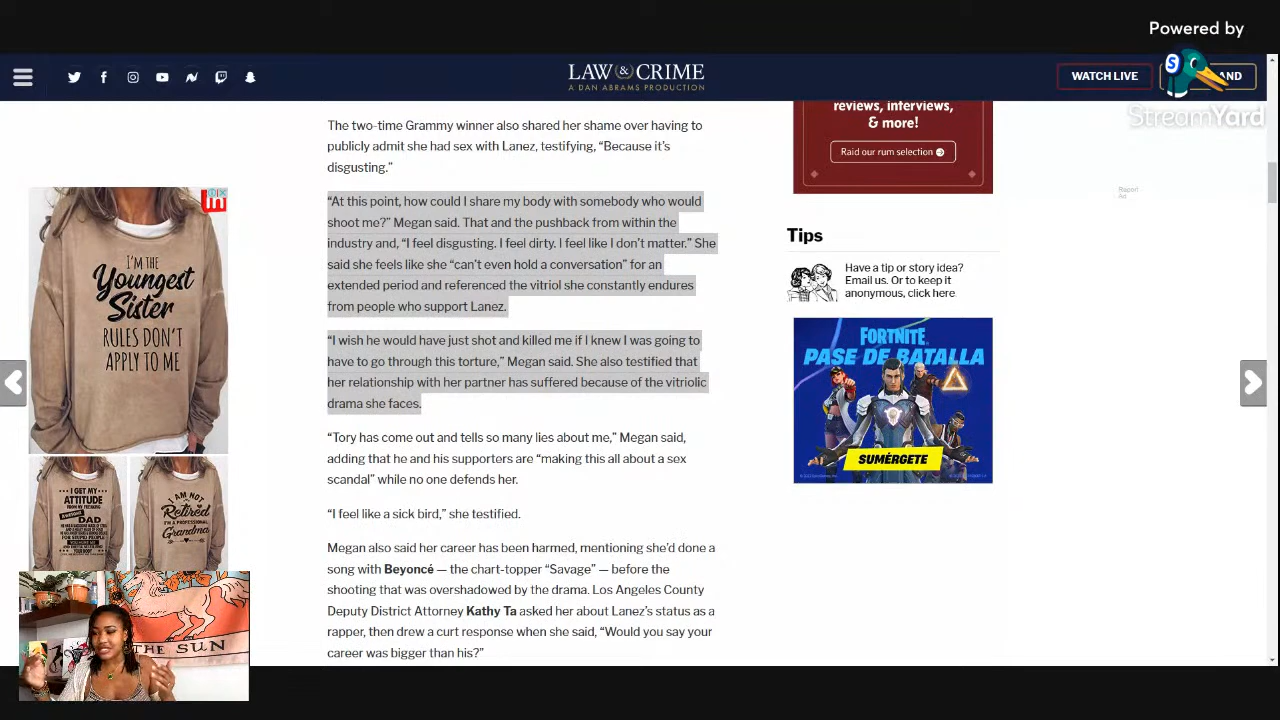 Powered by
LAW & CRIME
A DAN ABRAMS PRODUCTION
WATCH LIVE
AND
StreamYard
The two-time Grammy winner also shared her shame over having to
publicly admit she had sex with Lanez, testifying, “Because it’s
disgusting.”
“At this point, how could I share my body with somebody who would
shoot me?” Megan said. That and the pushback from within the
industry and, “I feel disgusting. I feel dirty. I feel like I don’t matter.” She
said she feels like she “can’t even hold a conversation” for an
extended period and referenced the vitriol she constantly endures
from people who support Lanez.
“I wish he would have just shot and killed me if I knew I was going to
have to go through this torture,” Megan said. She also testified that
her relationship with her partner has suffered because of the vitriolic
drama she faces.
“Tory has come out and tells so many lies about me,” Megan said,
adding that he and his supporters are “making this all about a sex
scandal” while no one defends her.
“I feel like a sick bird,” she testified.
Megan also said her career has been harmed, mentioning she’d done a
song with Beyoncé — the chart-topper “Savage” — before the
shooting that was overshadowed by the drama. Los Angeles County
Deputy District Attorney Kathy Ta asked her about Lanez’s status as a
rapper, then drew a curt response when she said, “Would you say your
career was bigger than his?”
reviews, interviews,
& more!
Raid our rum selection
Report
Ad
Tips
Have a tip or story idea?
Email us. Or to keep it
anonymous, click here.
FORTNITE
PASE DE BATALLA
SUMÉRGETE
I'M THE
Youngest
Sister
RULES DON'T
APPLY TO ME
I GET MY
ATTITUDE
FROM MY FREAKING
AWESOME
DAD
I AM NOT
Retired
I'M A PROFESSIONAL
Grandma
THE SUN